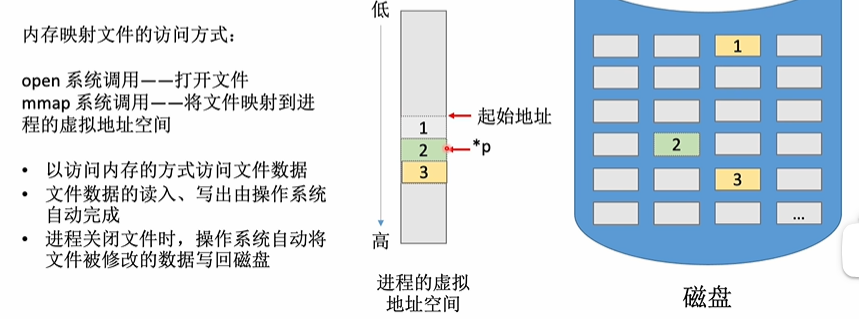 内存映射文件的访问方式：
open 系统调用——打开文件
mmap 系统调用——将文件映射到进
程的虚拟地址空间
• 以访问内存的方式访问文件数据
• 文件数据的读入、写出由操作系统
自动完成
• 进程关闭文件时，操作系统自动将
文件被修改的数据写回磁盘
低
起始地址
1
2
*p
3
高
进程的虚拟
地址空间
1
2
3
...
磁盘